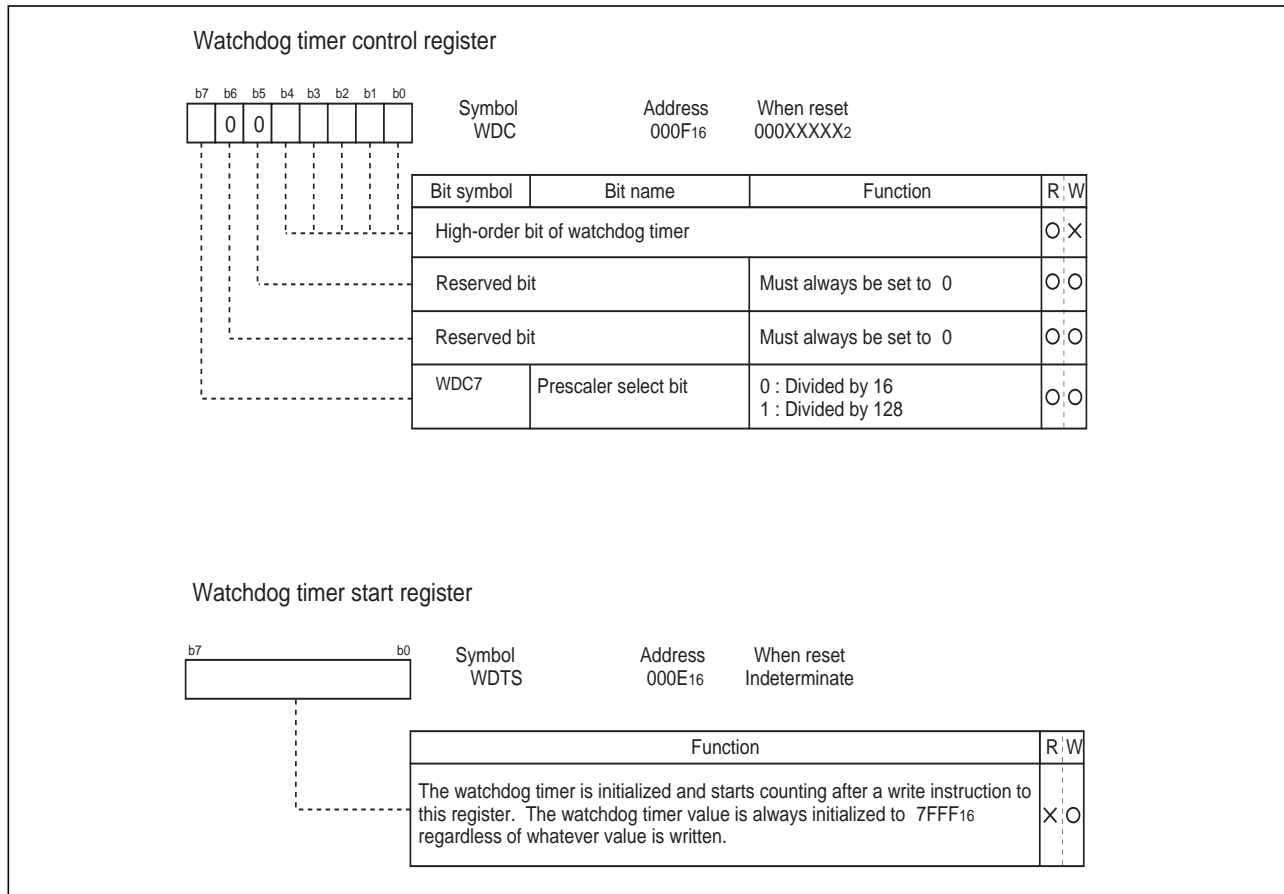 Watchdog timer control register
b7 b6 b5 b4 b3 b2 b1 b0
0 0
Symbol Address When reset
WDC 000F16 000XXXXX2
Bit symbol Bit name Function R W
High-order bit of watchdog timer O X
Reserved bit Must always be set to 0 O O
Reserved bit Must always be set to 0 O O
WDC7 Prescaler select bit 0 : Divided by 16
1 : Divided by 128 O O
Watchdog timer start register
b7 b0
Symbol Address When reset
WDTS 000E16 Indeterminate
Function R W
The watchdog timer is initialized and starts counting after a write instruction to
this register. The watchdog timer value is always initialized to 7FFF16 X O
regardless of whatever value is written.